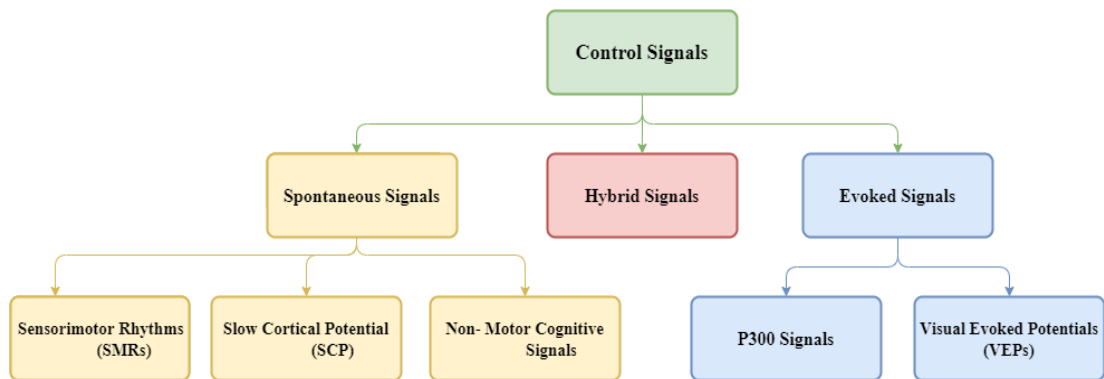 Control Signals
Spontaneous Signals
Hybrid Signals
Evoked Signals
Sensorimotor Rhythms
(SMRs)
Slow Cortical Potential
(SCP)
Non- Motor Cognitive
Signals
P300 Signals
Visual Evoked Potentials
(VEPs)